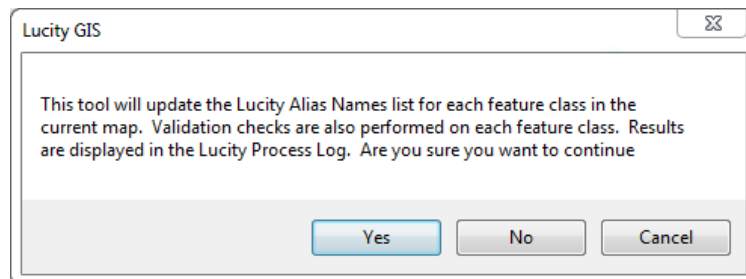 Lucity GIS
This tool will update the Lucity Alias Names list for each feature class in the
current map.  Validation checks are also performed on each feature class.  Results
are displayed in the Lucity Process Log.  Are you sure you want to continue
Yes No Cancel